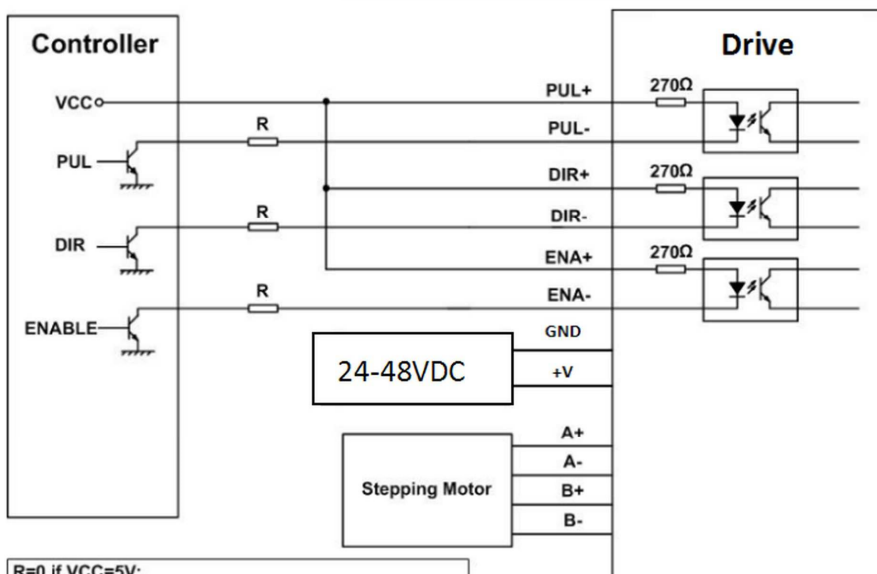 Controller
Drive
VCC
PUL+
270Ω
R
PUL-
PUL
DIR+
270Ω
R
DIR-
DIR
ENA+
270Ω
R
ENA-
ENABLE
GND
24-48VDC
+V
A+
A-
Stepping Motor
B+
B-
R=0 if VCC=5V;